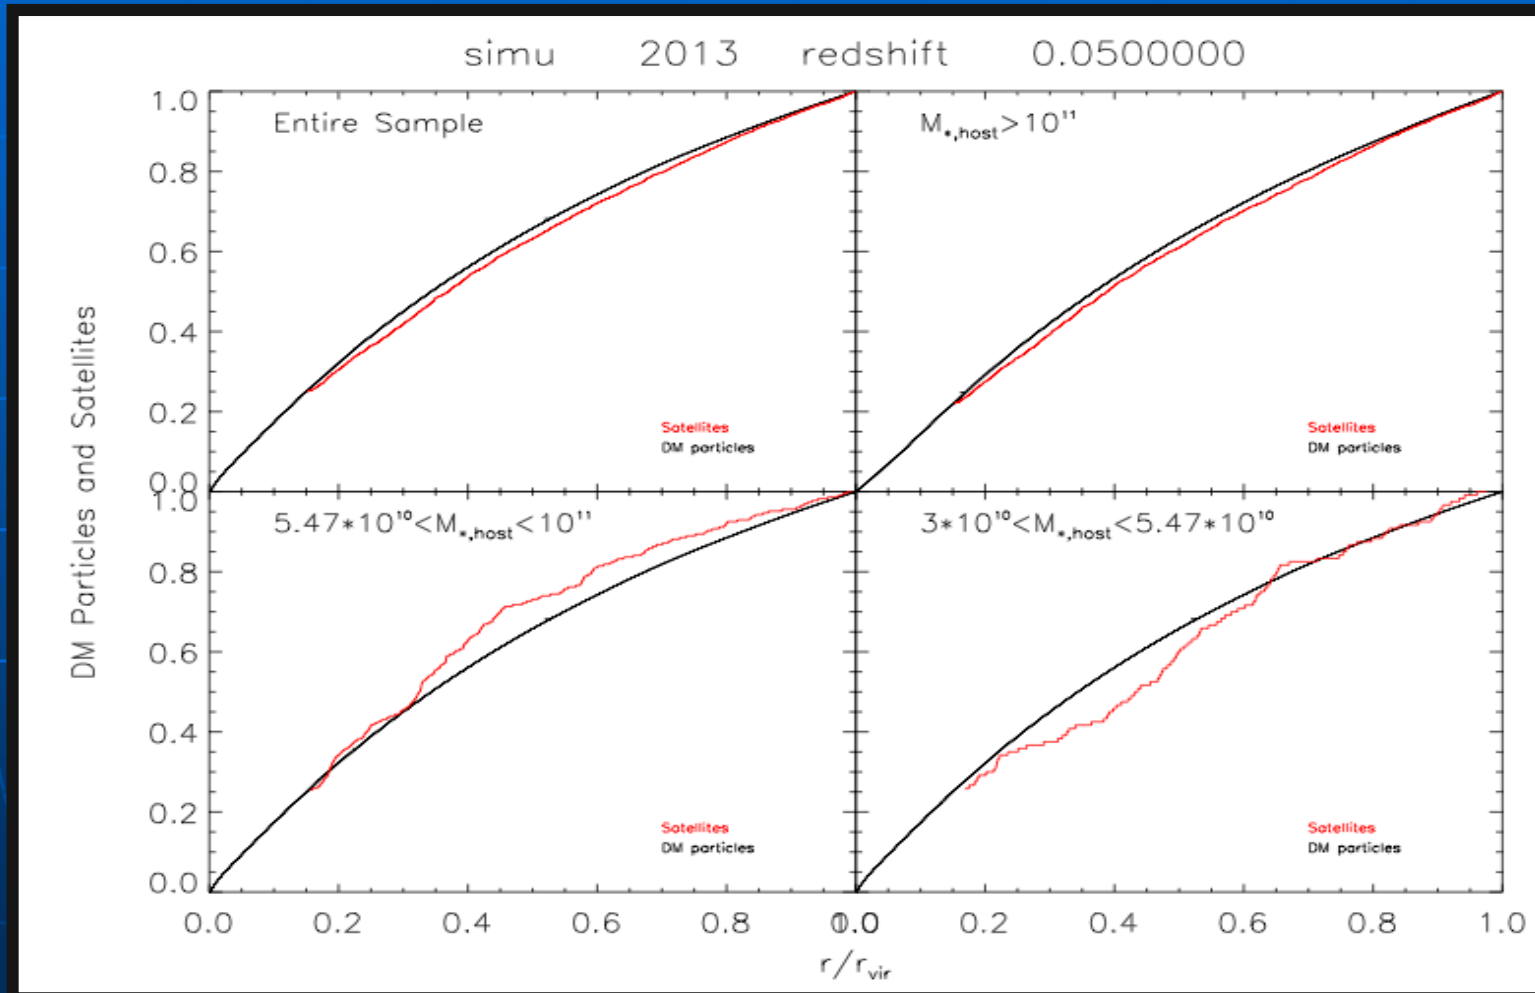 simu 2013 redshift 0.0500000
DM Particles and Satellites
1.0
0.8
0.6
0.4
0.2
0.0
Entire Sample
Satellites
DM particles
M*,host>10¹¹
Satellites
DM particles
1.0
0.8
0.6
0.4
0.2
0.0
5.47*10¹⁰<M*,host<10¹¹
Satellites
DM particles
3*10¹⁰<M*,host<5.47*10¹⁰
Satellites
DM particles
0.0 0.2 0.4 0.6 0.8 1.0
0.0 0.2 0.4 0.6 0.8 1.0
r/rvir